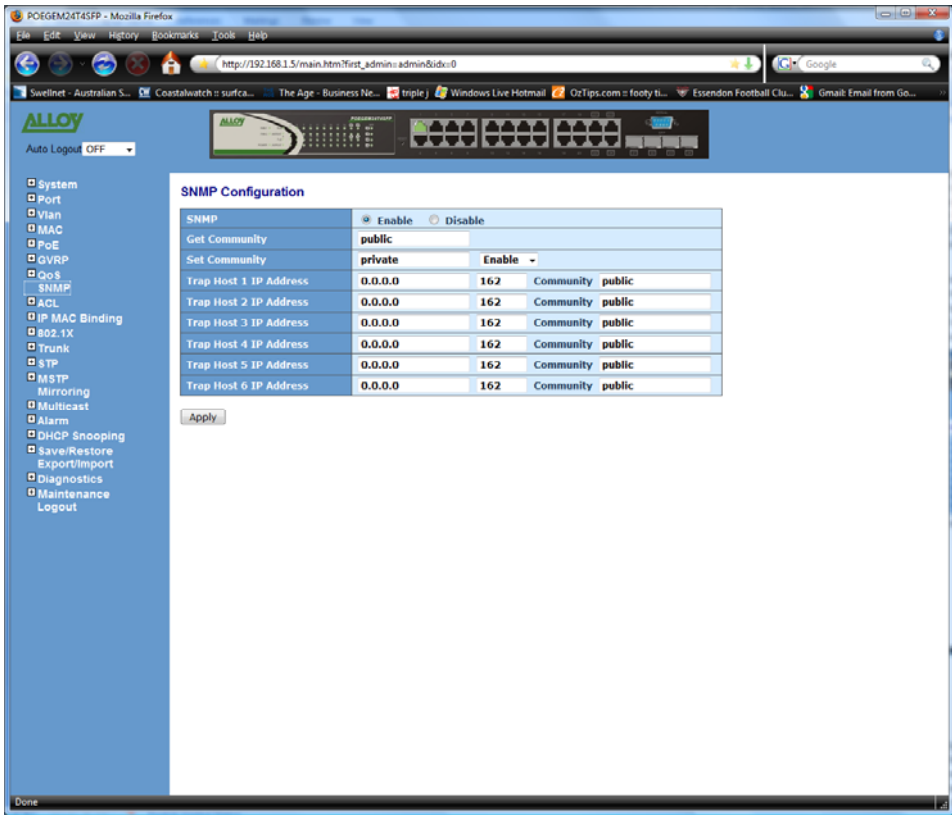 POEGEM24T4SFP - Mozilla Firefox
File Edit View History Bookmarks Tools Help
http://192.168.1.5/main.htm?first_admin=admin&idx=0
Google
Swellnet - Australian S... Coastalwatch :: surfca... The Age - Business Ne... triple j Windows Live Hotmail OzTips.com :: footy ti... Essendon Football Clu... Gmail: Email from Go...
ALLOY
ALLOY
POEGEM24T4SFP
Auto Logout OFF
System
Port
Vlan
MAC
PoE
GVRP
QoS
SNMP
ACL
IP MAC Binding
802.1X
Trunk
STP
MSTP
Mirroring
Multicast
Alarm
DHCP Snooping
Save/Restore
Export/Import
Diagnostics
Maintenance
Logout
SNMP Configuration
SNMP Enable Disable
Get Community public
Set Community private Enable
Trap Host 1 IP Address 0.0.0.0 162 Community public
Trap Host 2 IP Address 0.0.0.0 162 Community public
Trap Host 3 IP Address 0.0.0.0 162 Community public
Trap Host 4 IP Address 0.0.0.0 162 Community public
Trap Host 5 IP Address 0.0.0.0 162 Community public
Trap Host 6 IP Address 0.0.0.0 162 Community public
Apply
Done